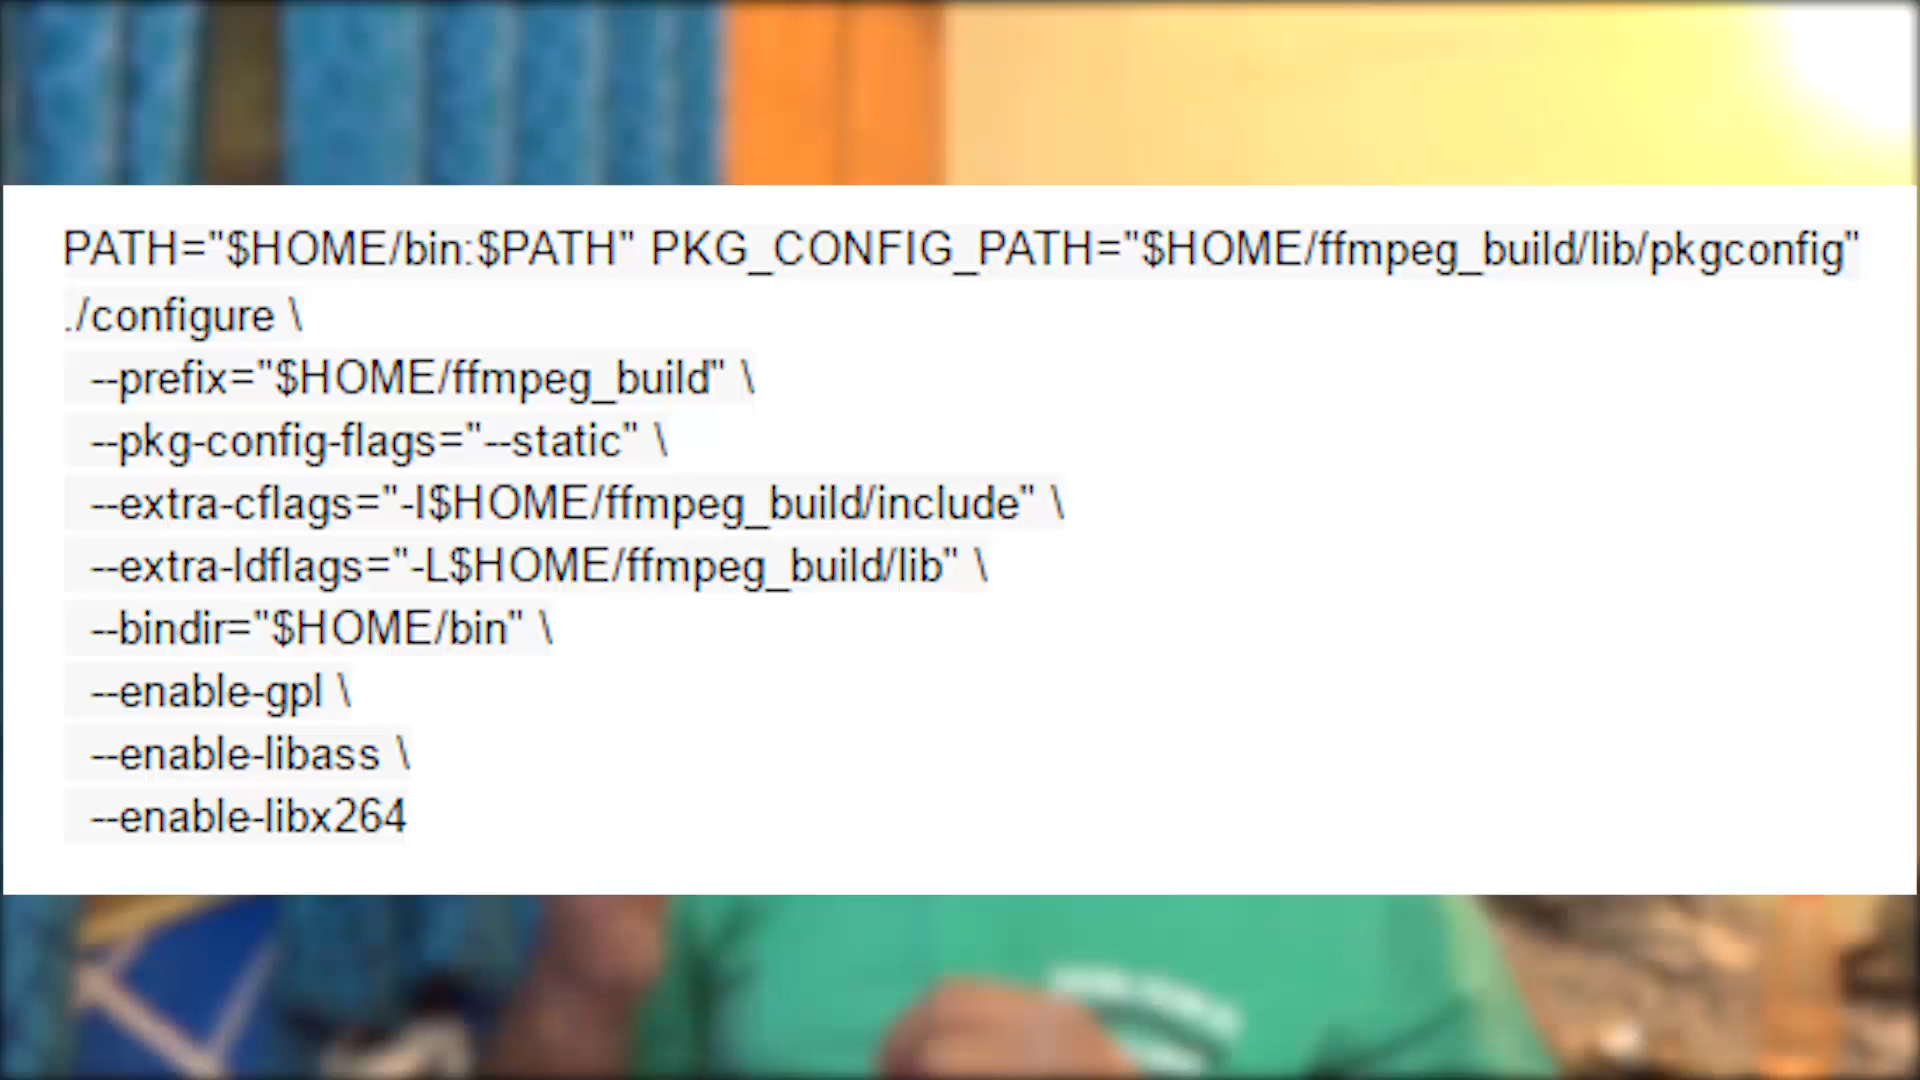 PATH="$HOME/bin:$PATH" PKG_CONFIG_PATH="$HOME/ffmpeg_build/lib/pkgconfig"
./configure \
--prefix="$HOME/ffmpeg_build" \
--pkg-config-flags="--static" \
--extra-cflags="-I$HOME/ffmpeg_build/include" \
--extra-ldflags="-L$HOME/ffmpeg_build/lib" \
--bindir="$HOME/bin" \
--enable-gpl \
--enable-libass \
--enable-libx264